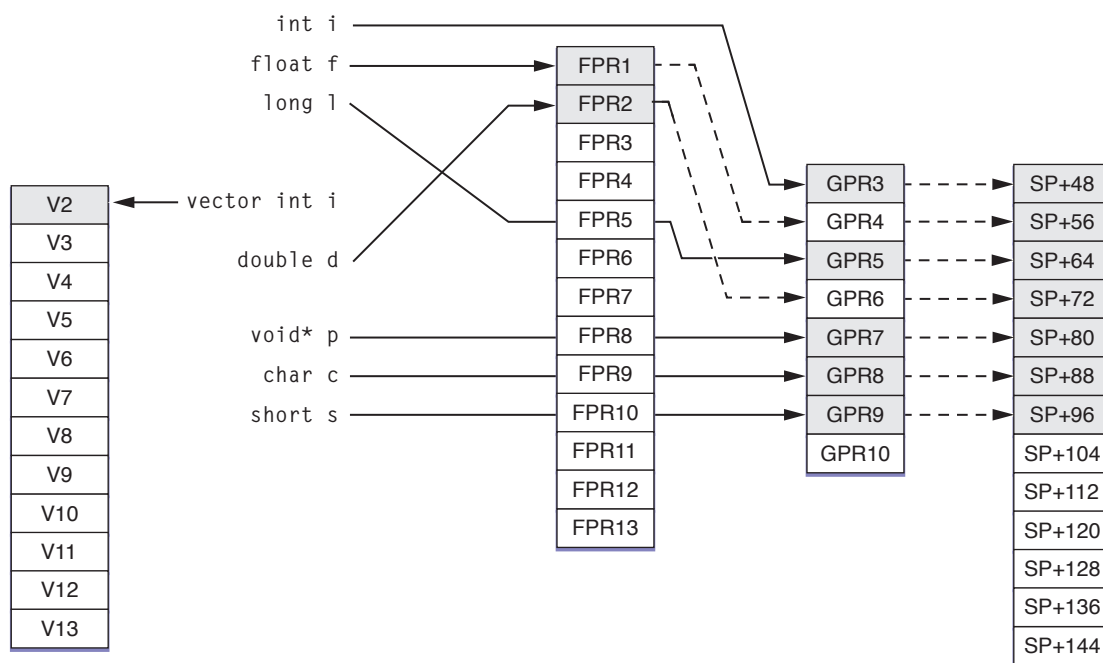 int i
float f
long l
vector int i
double d
void* p
char c
short s
V2
V3
V4
V5
V6
V7
V8
V9
V10
V11
V12
V13
FPR1
FPR2
FPR3
FPR4
FPR5
FPR6
FPR7
FPR8
FPR9
FPR10
FPR11
FPR12
FPR13
GPR3
GPR4
GPR5
GPR6
GPR7
GPR8
GPR9
GPR10
SP+48
SP+56
SP+64
SP+72
SP+80
SP+88
SP+96
SP+104
SP+112
SP+120
SP+128
SP+136
SP+144